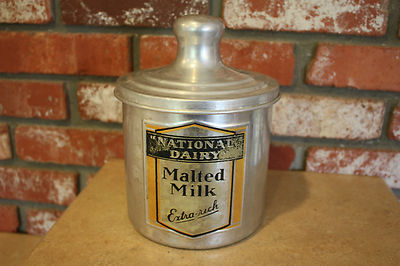 "NATIONAL
DAIRY"
Malted
Milk
Extra-rich